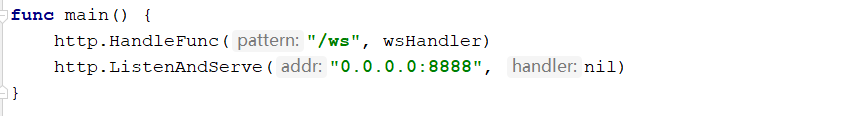 func main() {
http.HandleFunc( pattern: "/ws", wsHandler)
http.ListenAndServe( addr: "0.0.0.0:8888", handler: nil)
}